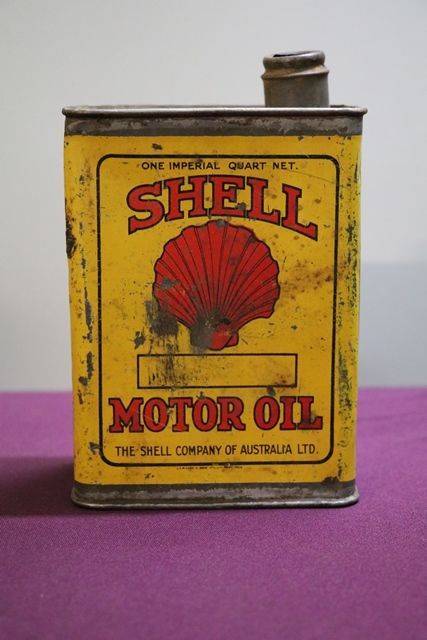 ONE IMPERIAL QUART NET.
SHELL
MOTOR OIL
THE SHELL COMPANY OF AUSTRALIA LTD.